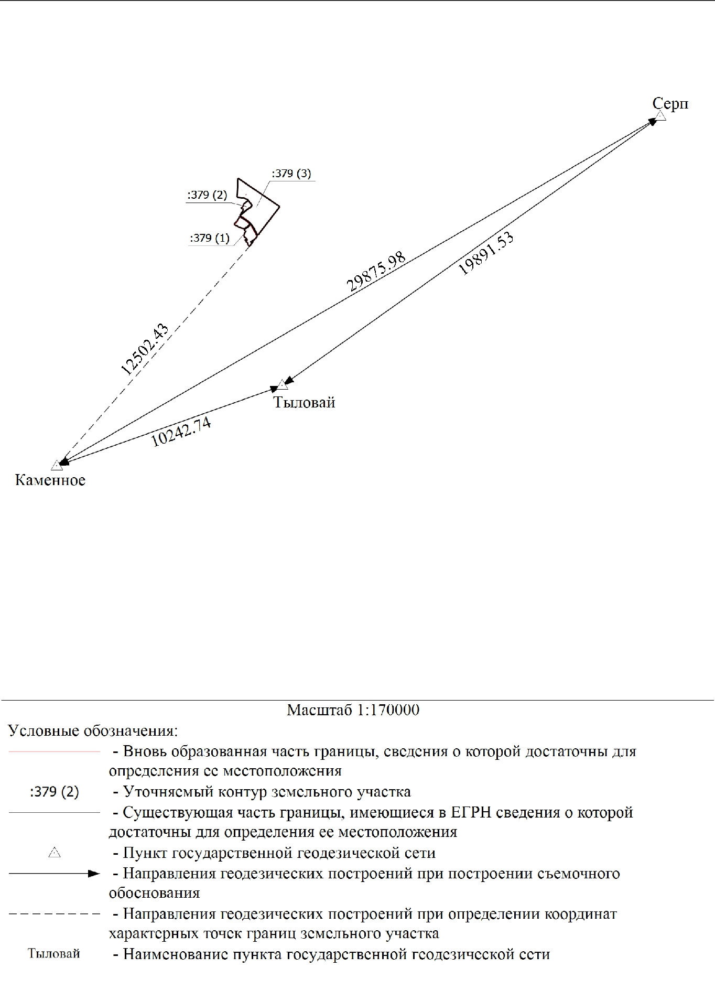 Серп
:379 (3)
:379 (2)
:379 (1)
29875.98
19891.53
12502.43
Тыловай
10242.74
Каменное
Масштаб 1:170000
Условные обозначения:
- Вновь образованная часть границы, сведения о которой достаточны для
определения ее местоположения
:379 (2) - Уточняемый контур земельного участка
- Существующая часть границы, имеющиеся в ЕГРН сведения о которой
достаточны для определения ее местоположения
- Пункт государственной геодезической сети
- Направления геодезических построений при построении съемочного
обоснования
- Направления геодезических построений при определении координат
характерных точек границ земельного участка
Тыловай - Наименование пункта государственной геодезической сети